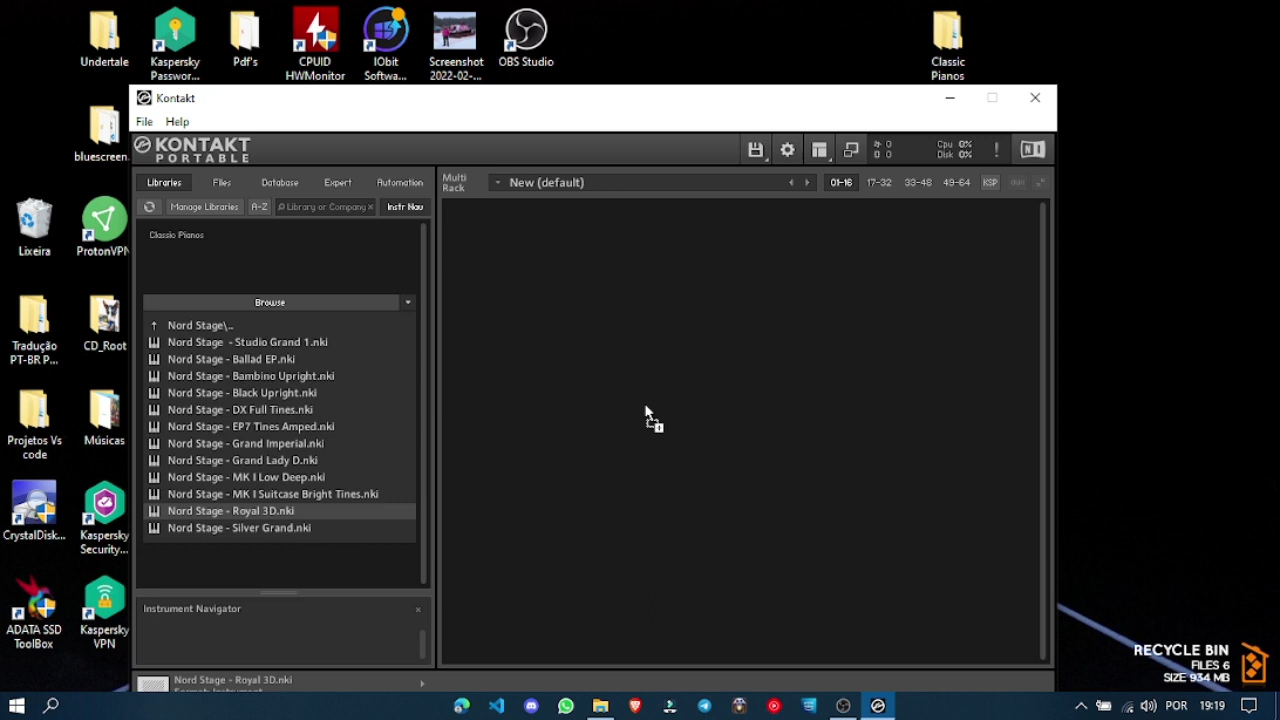 Undertale
Kaspersky
Passwor...
Pdf's
CPUID
HWMonitor
IObit
Softwa...
Screenshot
2022-02-...
OBS Studio
Classic
Pianos
bluescreen.
Lixeira
ProtonVPN
Tradução
PT-BR P...
CD_Root
Projetos Vs
code
Músicas
CrystalDisk...
Kaspersky
Security...
ADATA SSD
ToolBox
Kaspersky
VPN
Kontakt
File Help
KONTAKT
PORTABLE
0
0 0
Cpu 0%
Disk 0%
!
NI
Libraries Files Database Expert Automation
Manage Libraries A-Z Library or Company × Instr Nav
Multi
Rack
New (default)
01-16 17-32 33-48 49-64 KSP
Classic Pianos
Browse
Nord Stage\..
Nord Stage - Studio Grand 1.nki
Nord Stage - Ballad EP.nki
Nord Stage - Bambino Upright.nki
Nord Stage - Black Upright.nki
Nord Stage - DX Full Tines.nki
Nord Stage - EP7 Tines Amped.nki
Nord Stage - Grand Imperial.nki
Nord Stage - Grand Lady D.nki
Nord Stage - MK I Low Deep.nki
Nord Stage - MK I Suitcase Bright Tines.nki
Nord Stage - Royal 3D.nki
Nord Stage - Silver Grand.nki
Instrument Navigator ×
Nord Stage - Royal 3D.nki
Format: Instrument
RECYCLE BIN
FILES 6
SIZE 934 MB
POR 19:19